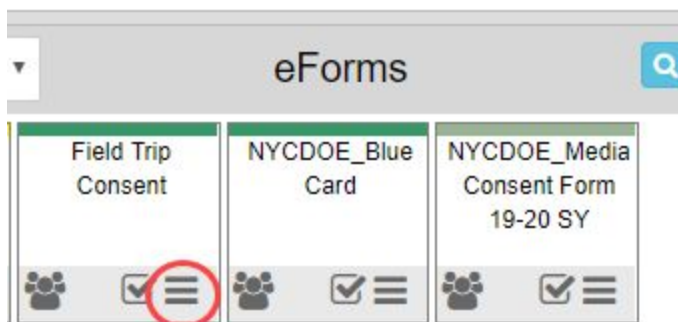 eForms
Field Trip
Consent
NYCDOE_Blue
Card
NYCDOE_Media
Consent Form
19-20 SY